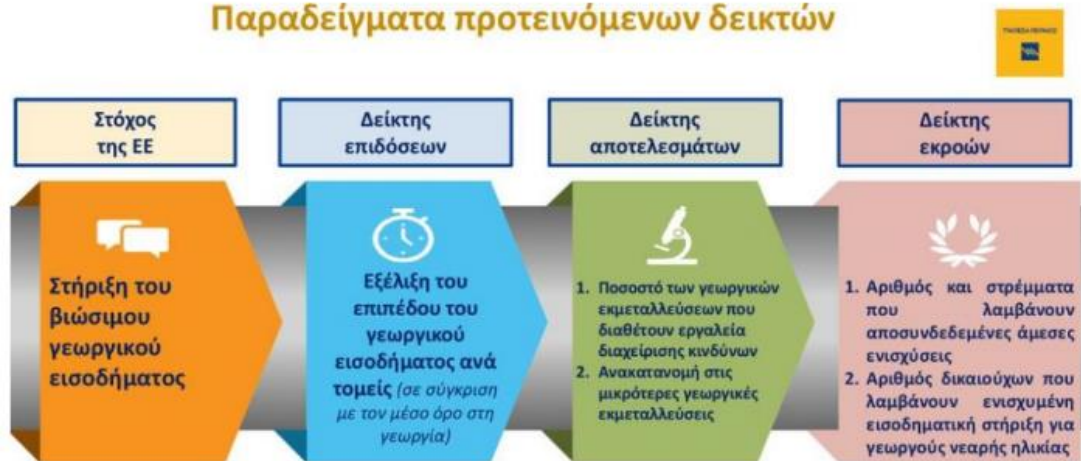 Παραδείγματα προτεινόμενων δεικτών
ΤΡΑΠΕΖΑ ΠΕΙΡΑΙΩΣ
Στόχος
της ΕΕ
Δείκτης
επιδόσεων
Δείκτης
αποτελεσμάτων
Δείκτης
εκροών
Στήριξη του
βιώσιμου
γεωργικού
εισοδήματος
Εξέλιξη του
επιπέδου του
γεωργικού
εισοδήματος ανά
τομείς (σε σύγκριση
με τον μέσο όρο στη
γεωργία)
1. Ποσοστό των γεωργικών
εκμεταλλεύσεων που
διαθέτουν εργαλεία
διαχείρισης κινδύνων
2. Ανακατανομή στις
μικρότερες γεωργικές
εκμεταλλεύσεις
1. Αριθμός και στρέμματα
που λαμβάνουν
αποσυνδεδεμένες άμεσες
ενισχύσεις
2. Αριθμός δικαιούχων που
λαμβάνουν ενισχυμένη
εισοδηματική στήριξη για
γεωργούς νεαρής ηλικίας